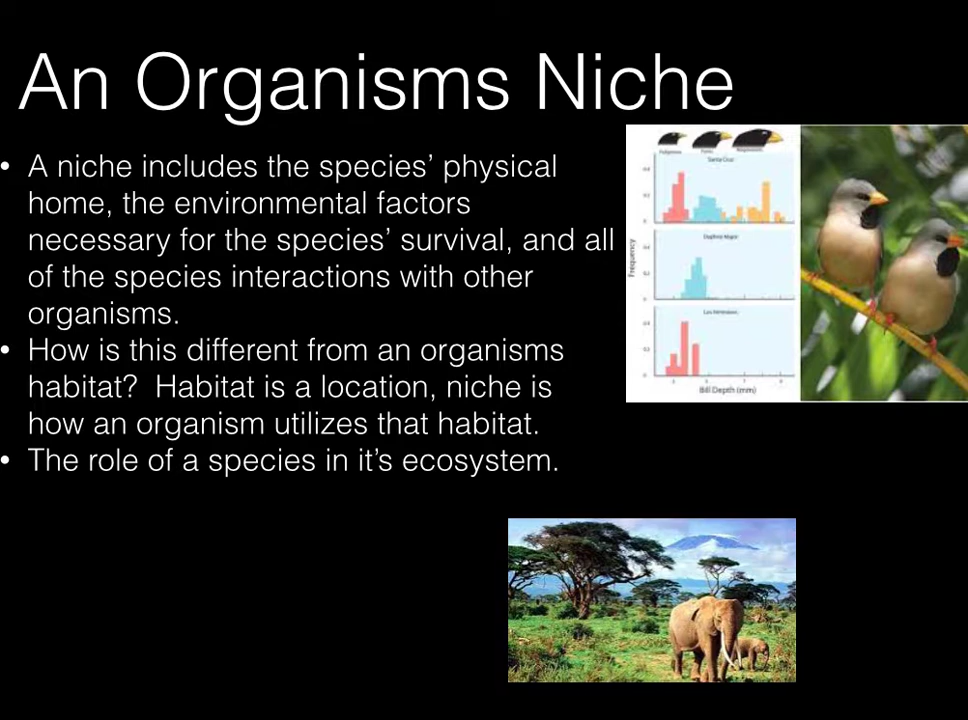 An Organisms Niche
• A niche includes the species’ physical
home, the environmental factors
necessary for the species’ survival, and all
of the species interactions with other
organisms.
• How is this different from an organisms
habitat?  Habitat is a location, niche is
how an organism utilizes that habitat.
• The role of a species in it’s ecosystem.
Santa Cruz
Daphne Major
Frequency
Bill Depth (mm)